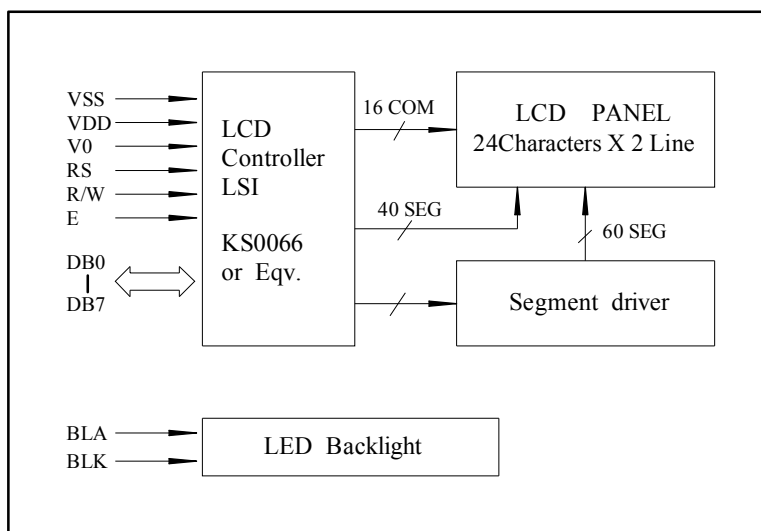 VSS
VDD
V0
RS
R/W
E
DB0
DB7
LCD
Controller
LSI
KS0066
or Eqv.
16 COM
40 SEG
LCD PANEL
24Characters X 2 Line
60 SEG
Segment driver
BLA
BLK
LED Backlight